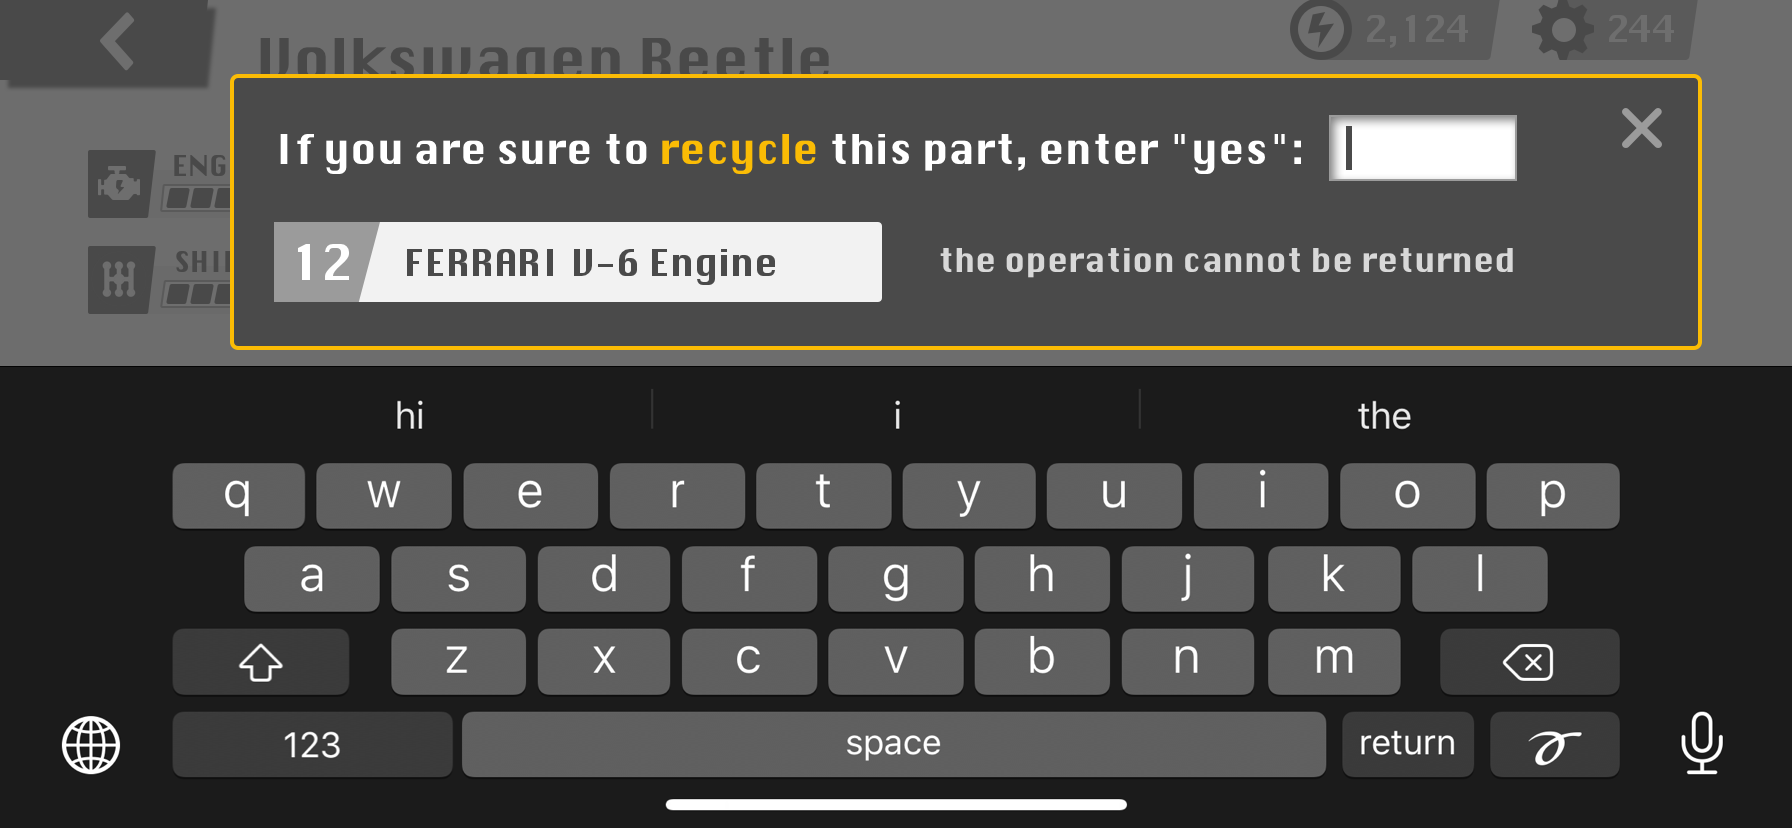 Volkswagen Beetle
2,124
244
If you are sure to recycle this part, enter "yes":
ENG
12 FERRARI V-6 Engine
the operation cannot be returned
SHI
hi i the
q w e r t y u i o p
a s d f g h j k l
z x c v b n m
123 space return